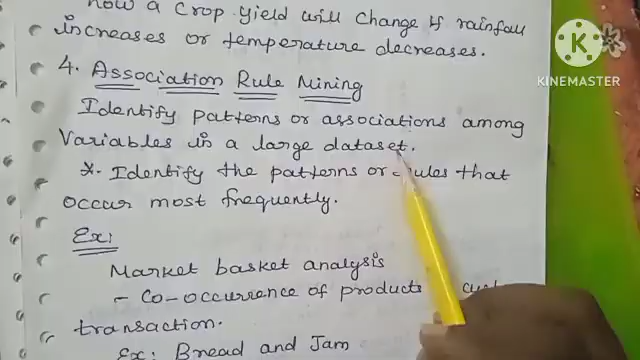 how a crop yield will change if rainfall
increases or temperature decreases.
4. Association Rule Mining
Identify patterns or associations among
variables in a large dataset.
*. Identify the patterns or rules that
occur most frequently.
Ex:
Market basket analysis
- Co-occurrence of products
transaction.
Ex: Bread and Jam
KINEMASTER